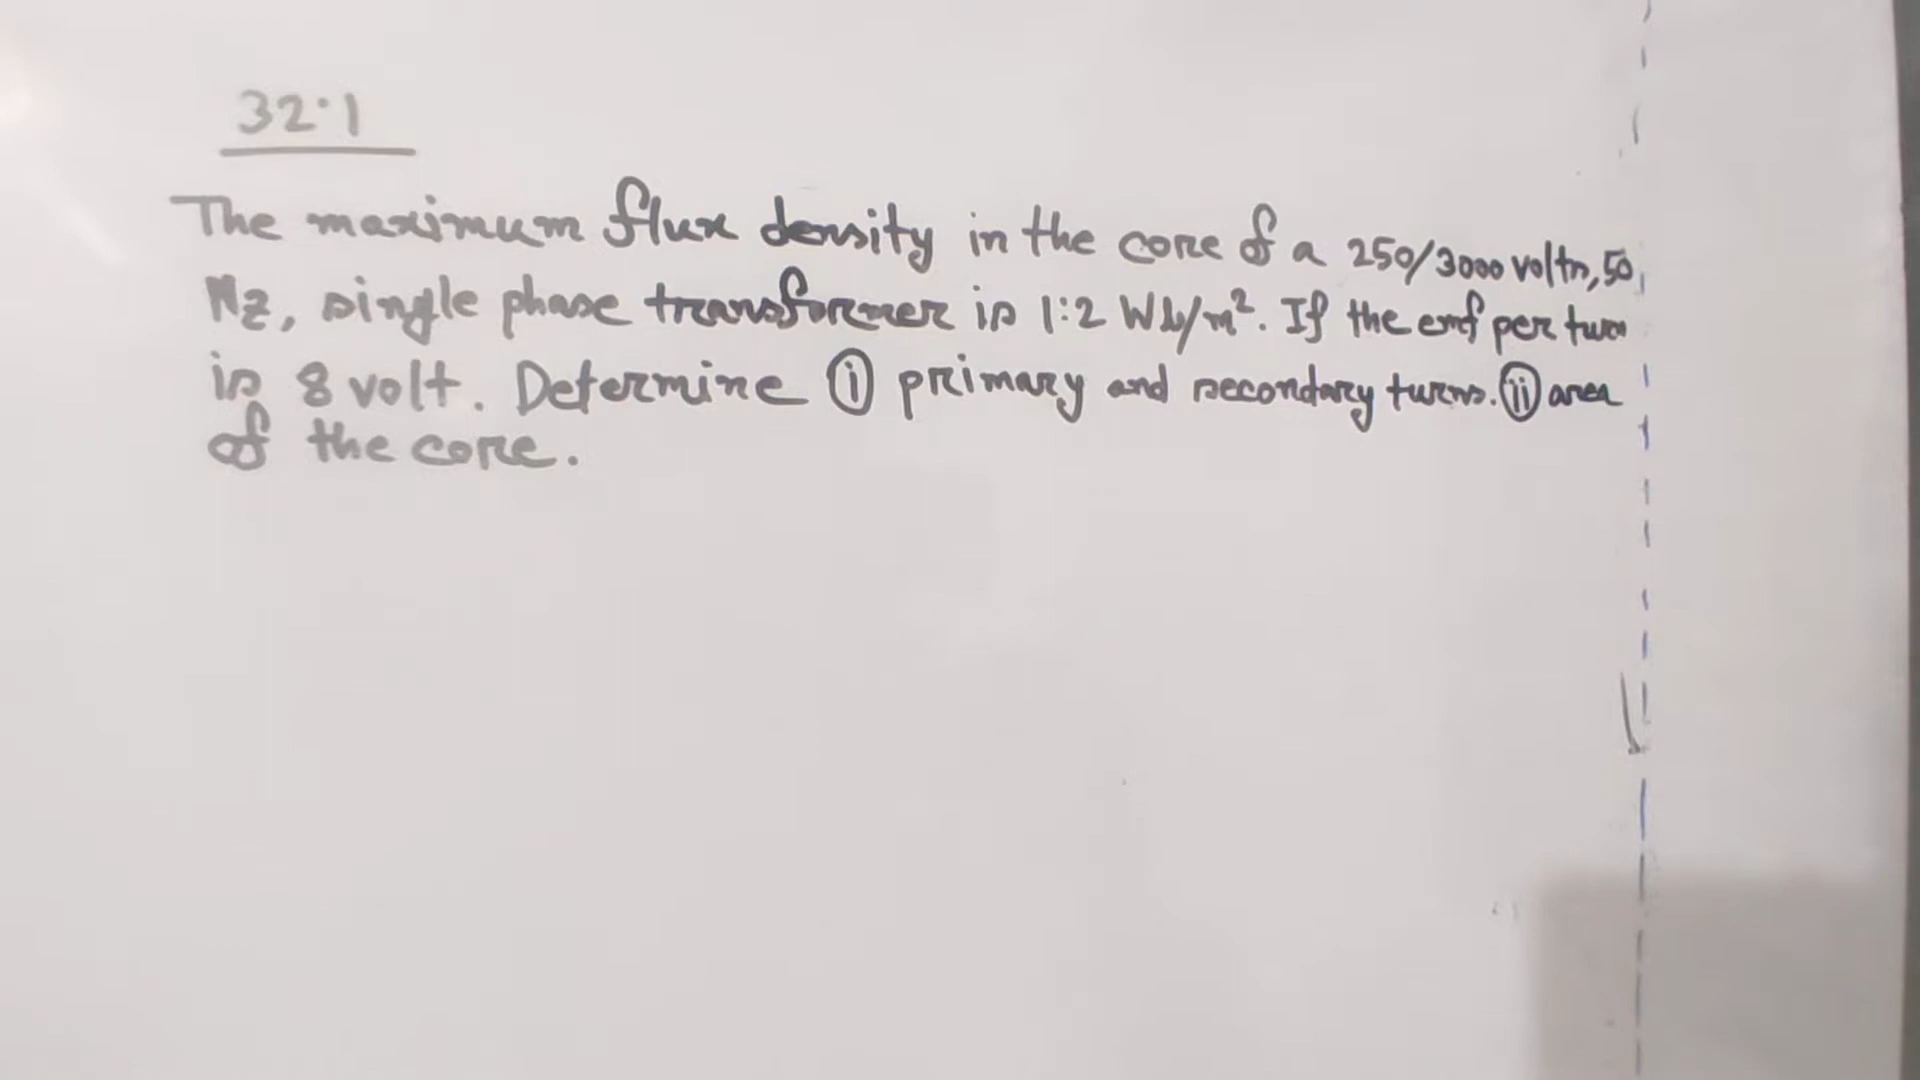 32.1
The maximum flux density in the core of a 250/3000 volts, 50
Hz, single phase transformer is 1:2 Wb/m². If the emf per turn
is 8 volt. Determine ⓘ primary and secondary turns. ⓘⓘ area
of the core.